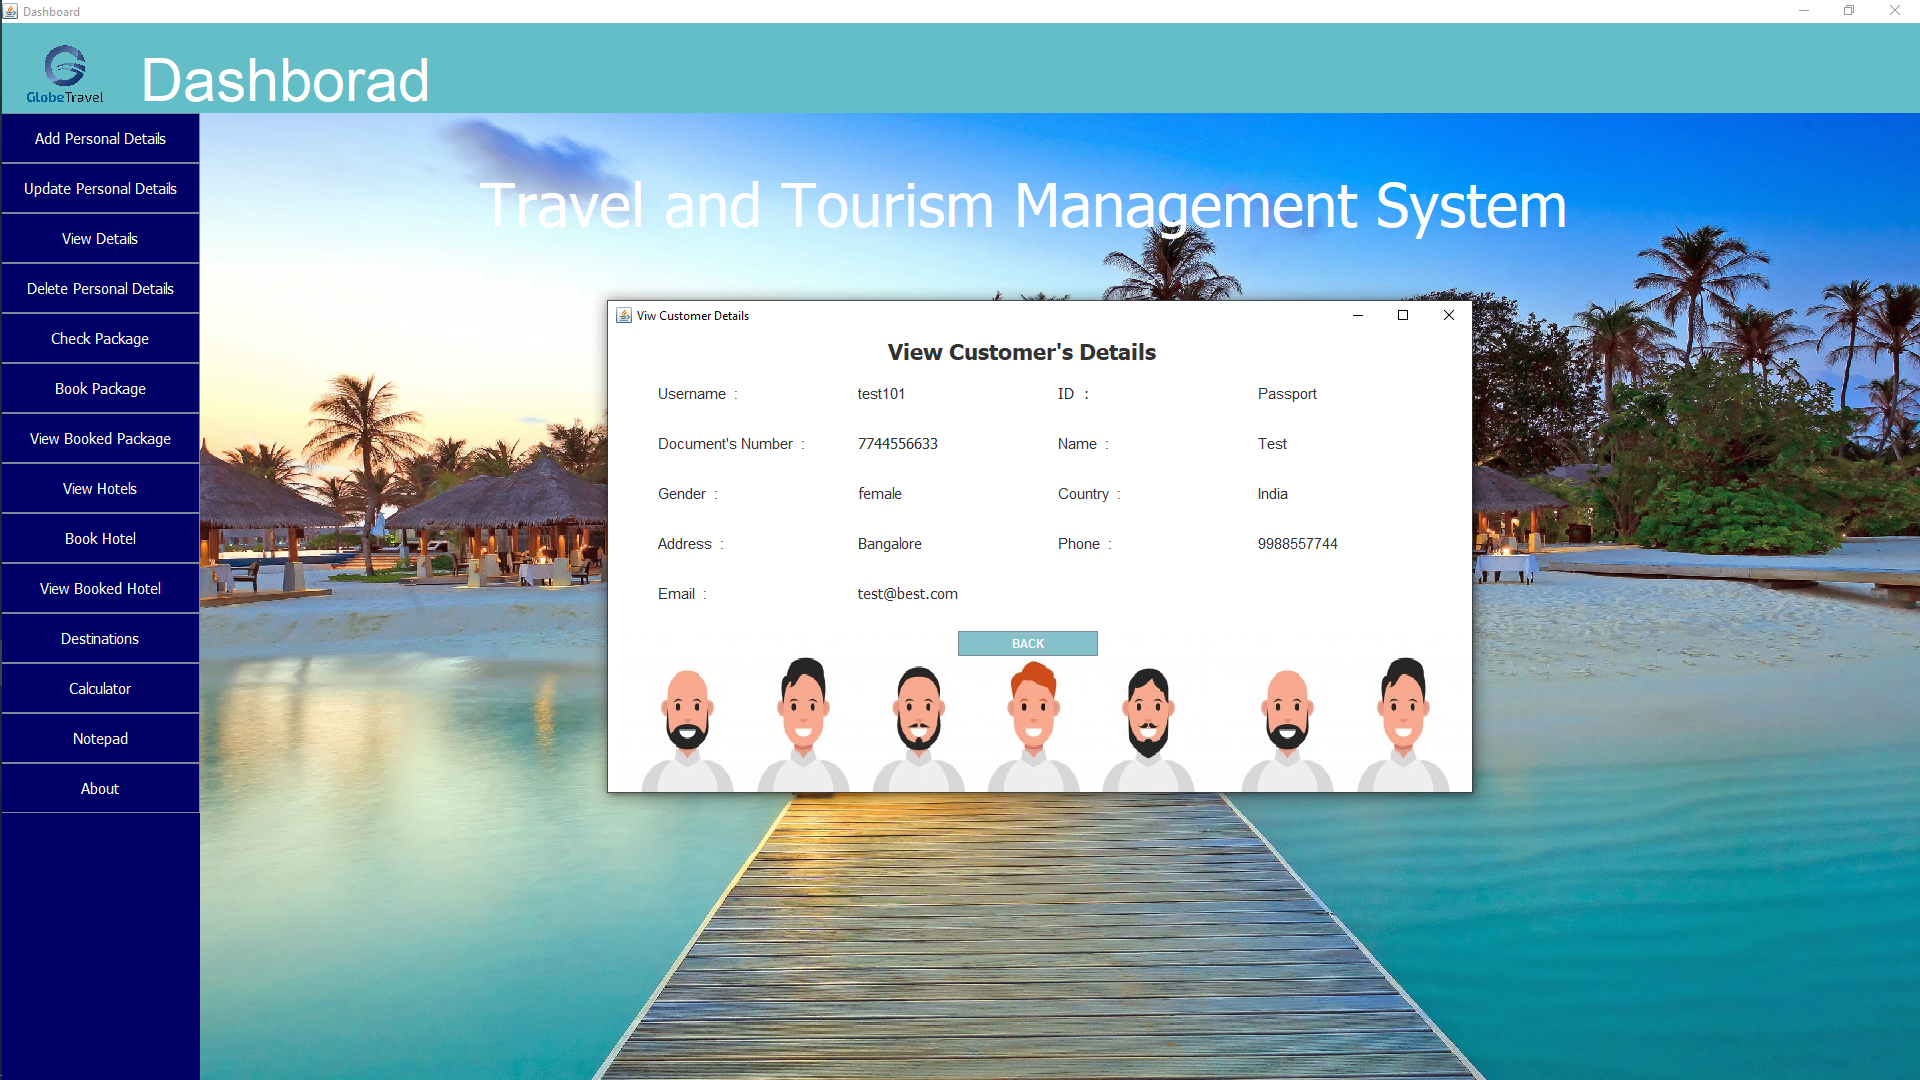 Dashboard
GlobeTravel
Dashborad
Add Personal Details
Update Personal Details
View Details
Delete Personal Details
Check Package
Book Package
View Booked Package
View Hotels
Book Hotel
View Booked Hotel
Destinations
Calculator
Notepad
About
Travel and Tourism Management System
Viw Customer Details
View Customer's Details
Username : test101 ID : Passport
Document's Number : 7744556633 Name : Test
Gender : female Country : India
Address : Bangalore Phone : 9988557744
Email : test@best.com
BACK